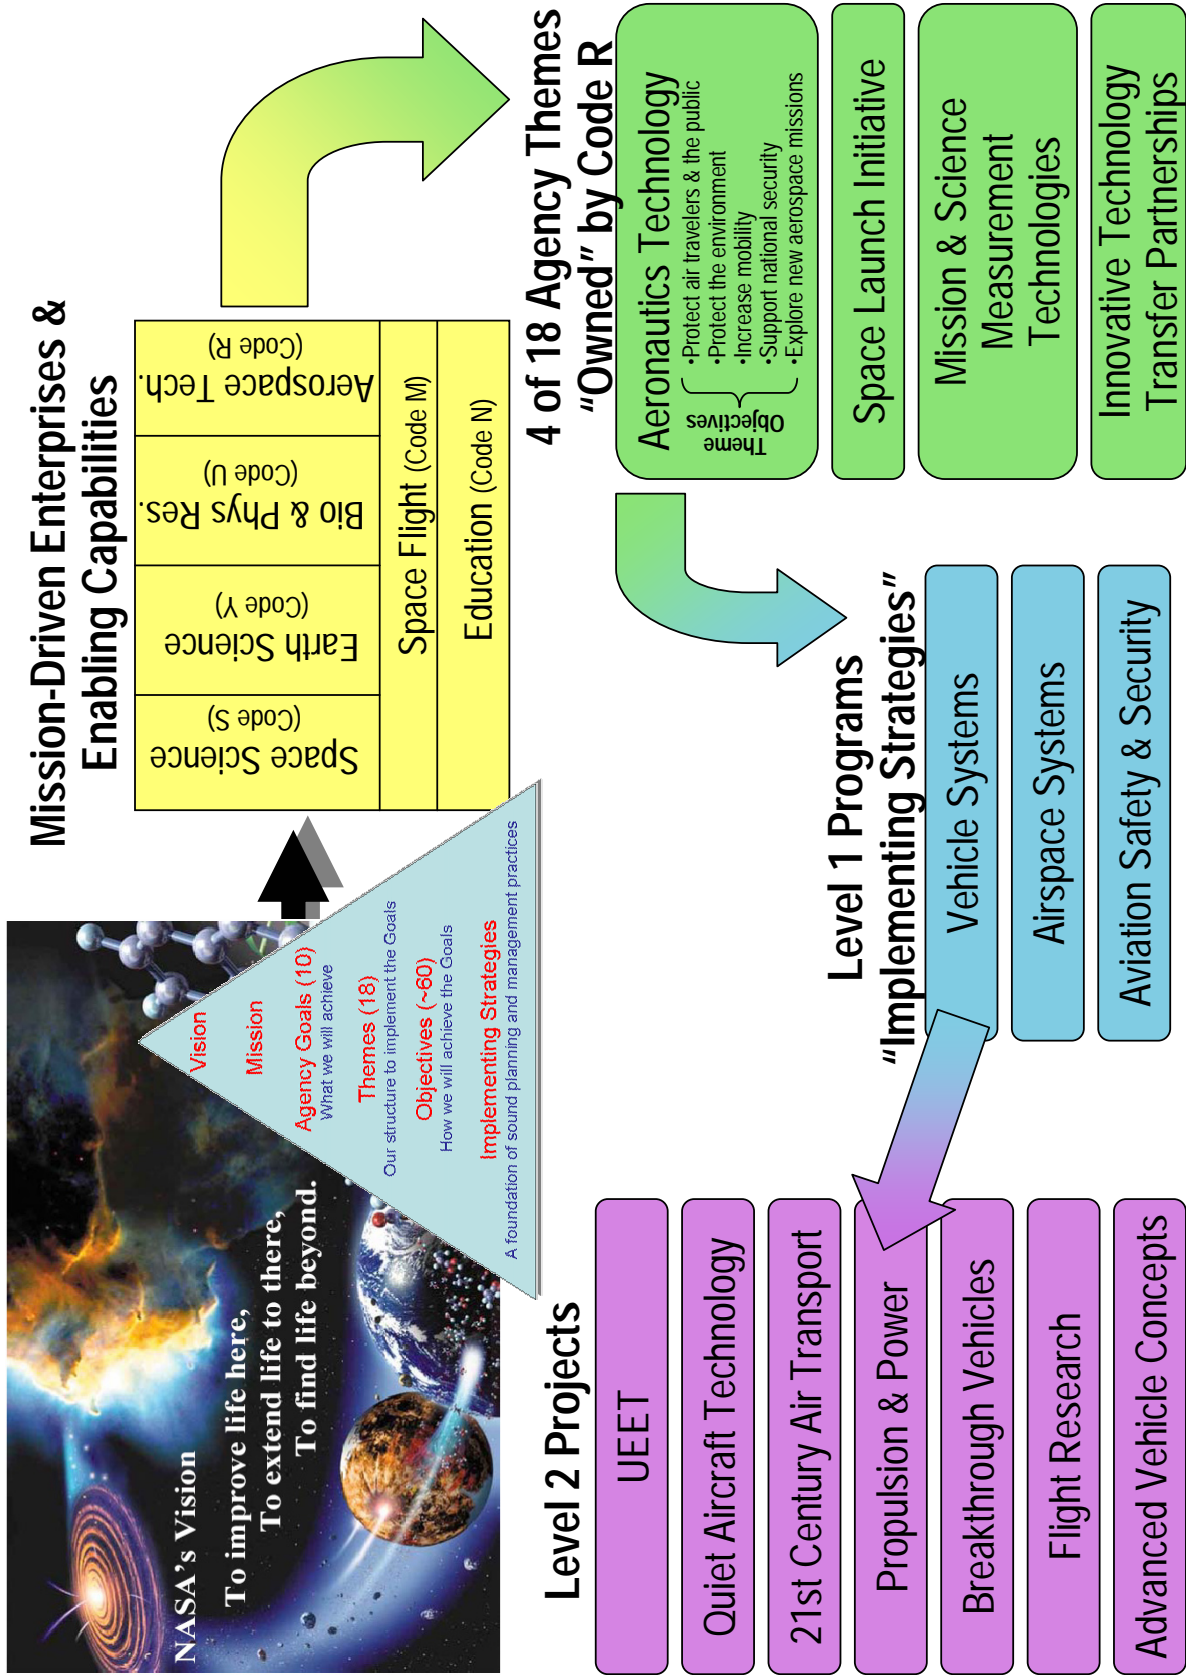 NASA's Vision
To improve life here,
To extend life to there,
To find life beyond.
Vision
Mission
Agency Goals (10)
What we will achieve
Themes (18)
Our structure to implement the Goals
Objectives (~60)
How we will achieve the Goals
Implementing Strategies
A foundation of sound planning and management practices
Mission-Driven Enterprises &
Enabling Capabilities
Space Science
(Code S)
Earth Science
(Code Y)
Bio & Phys Res.
(Code U)
Aerospace Tech.
(Code R)
Space Flight (Code M)
Education (Code N)
4 of 18 Agency Themes
“Owned” by Code R
Aeronautics Technology
Theme
Objectives
•Protect air travelers & the public
•Protect the environment
•Increase mobility
•Support national security
•Explore new aerospace missions
Space Launch Initiative
Mission & Science
Measurement
Technologies
Innovative Technology
Transfer Partnerships
Level 1 Programs
“Implementing Strategies”
Vehicle Systems
Airspace Systems
Aviation Safety & Security
Level 2 Projects
UEET
Quiet Aircraft Technology
21st Century Air Transport
Propulsion & Power
Breakthrough Vehicles
Flight Research
Advanced Vehicle Concepts